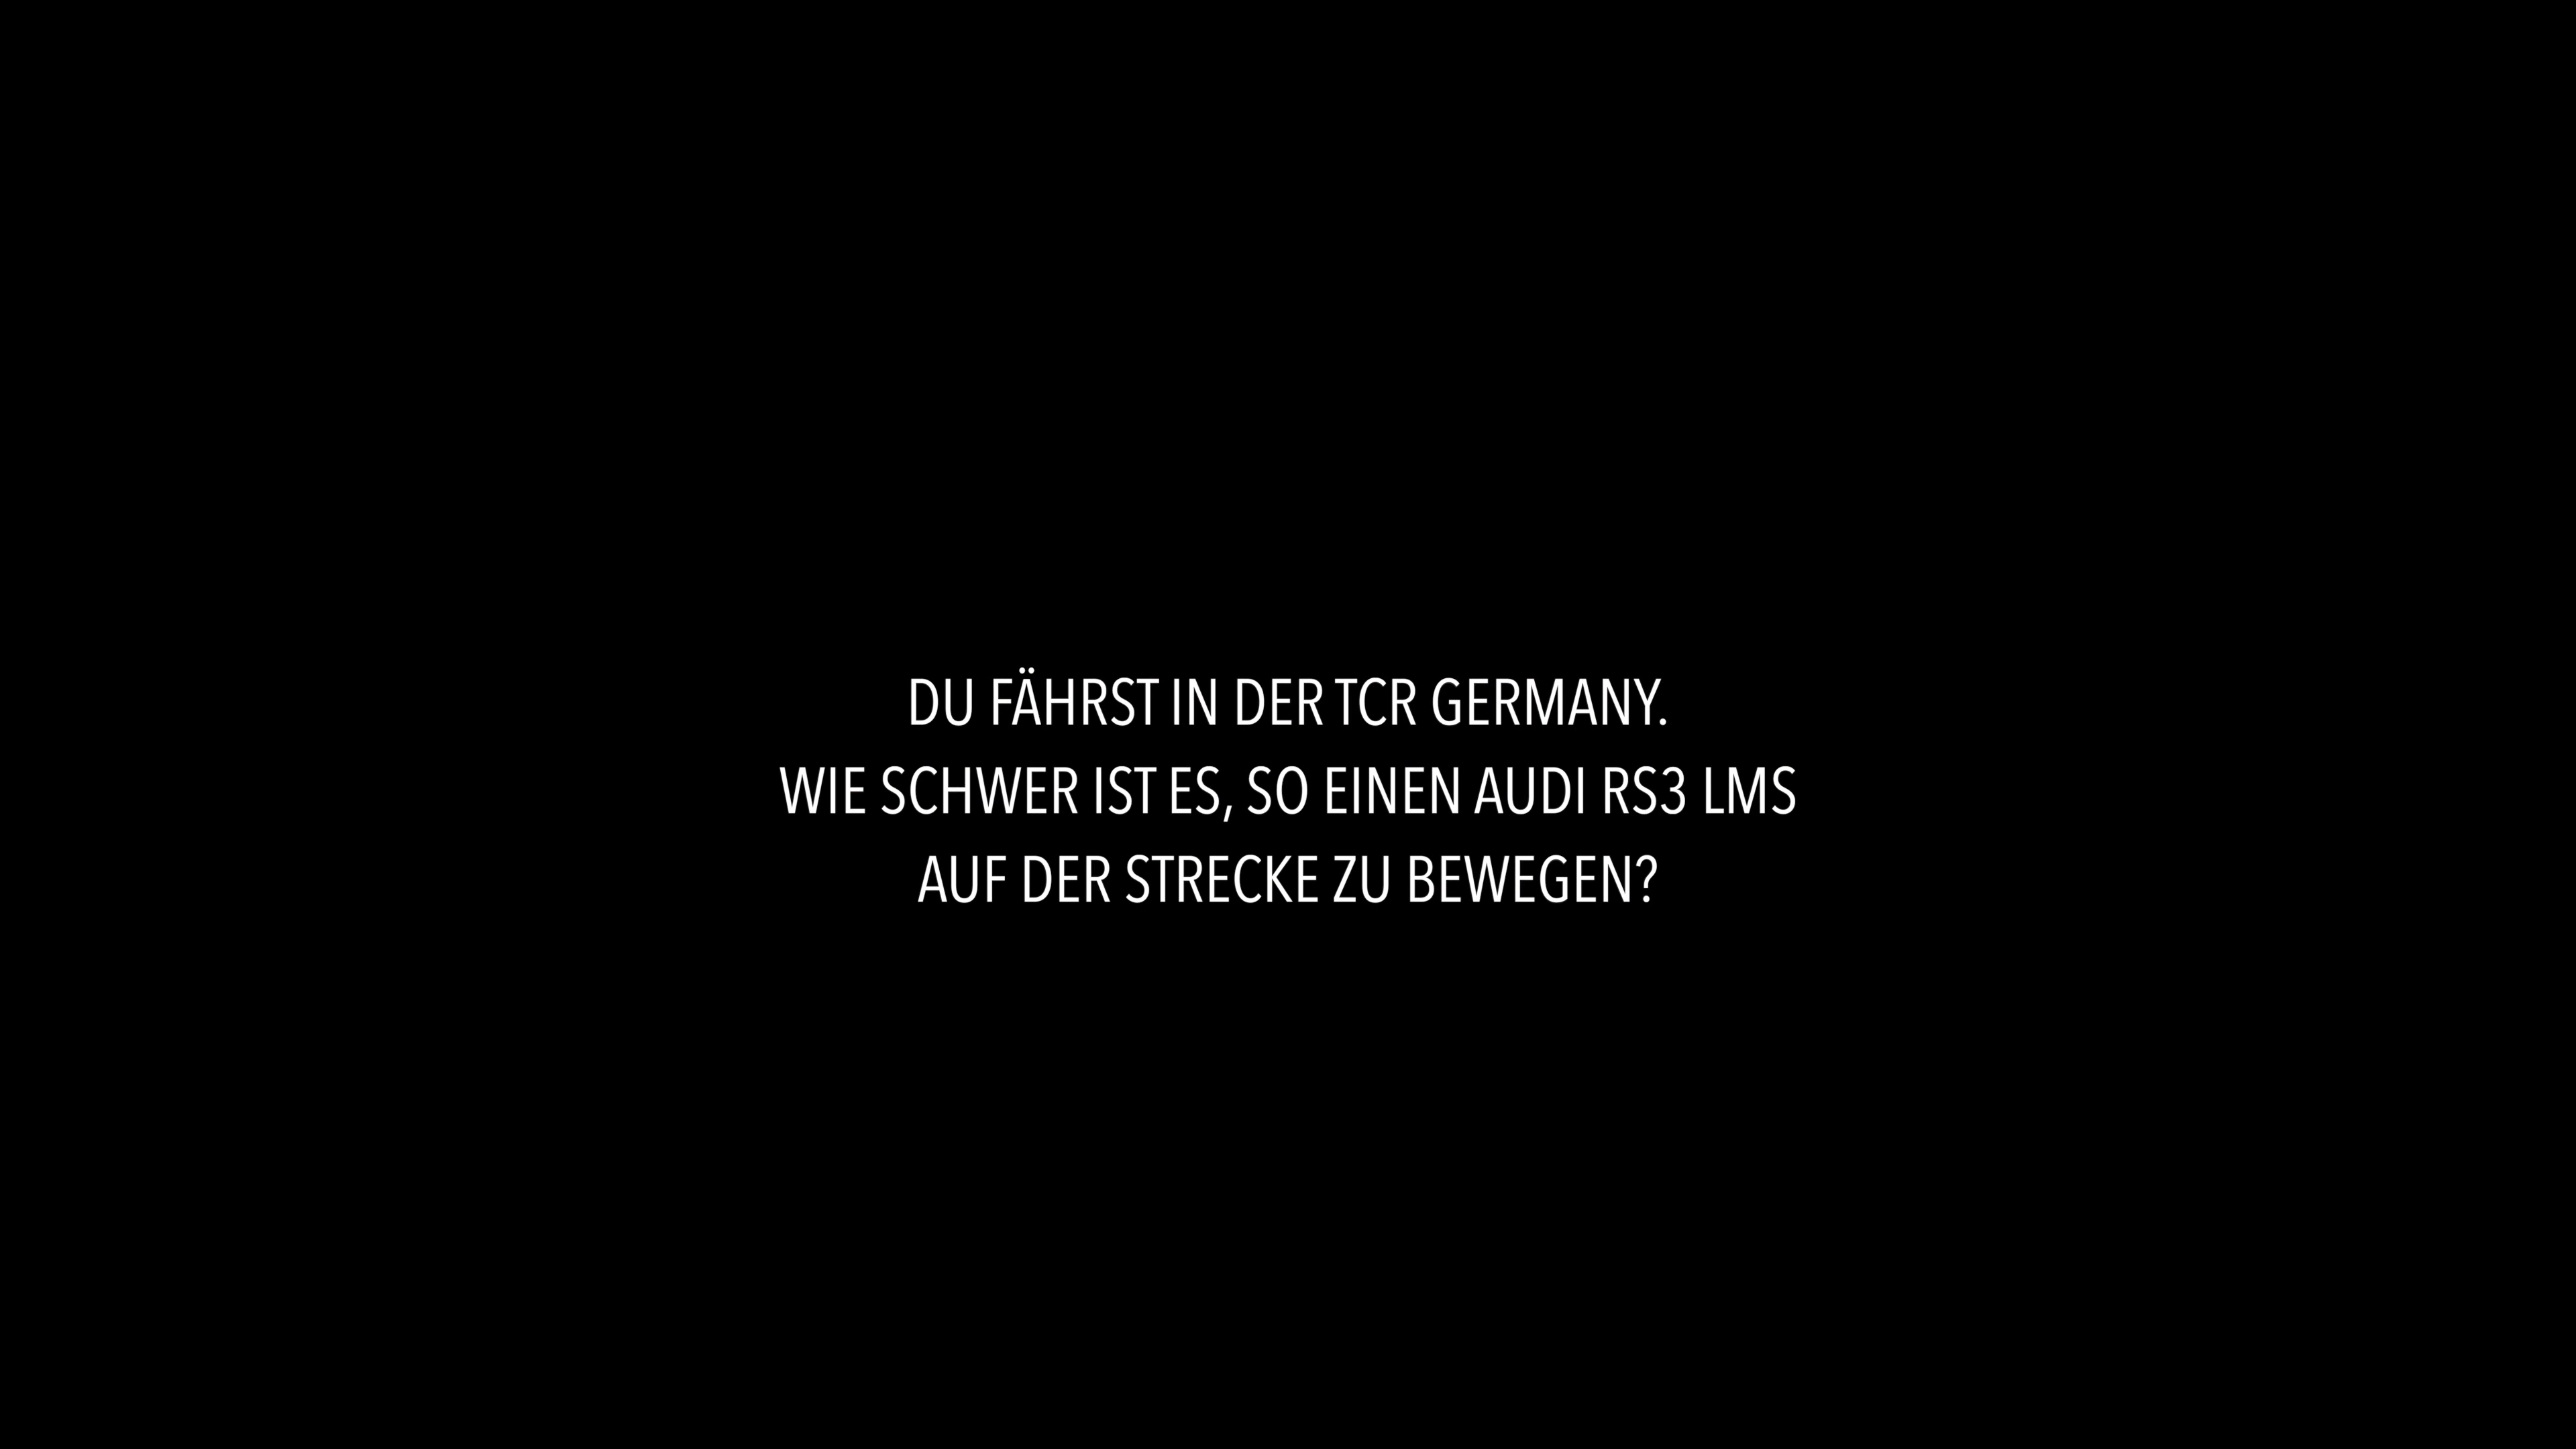 DU FÄHRST IN DER TCR GERMANY.
WIE SCHWER IST ES, SO EINEN AUDI RS3 LMS
AUF DER STRECKE ZU BEWEGEN?